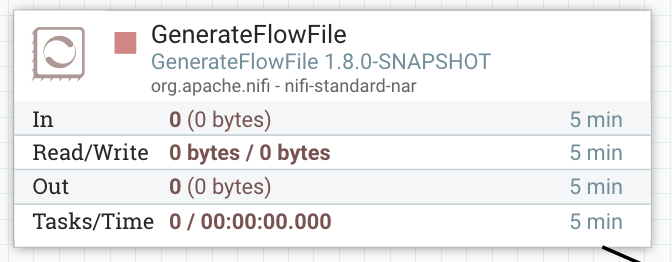 GenerateFlowFile
GenerateFlowFile 1.8.0-SNAPSHOT
org.apache.nifi - nifi-standard-nar
In 0 (0 bytes) 5 min
Read/Write 0 bytes / 0 bytes 5 min
Out 0 (0 bytes) 5 min
Tasks/Time 0 / 00:00:00.000 5 min